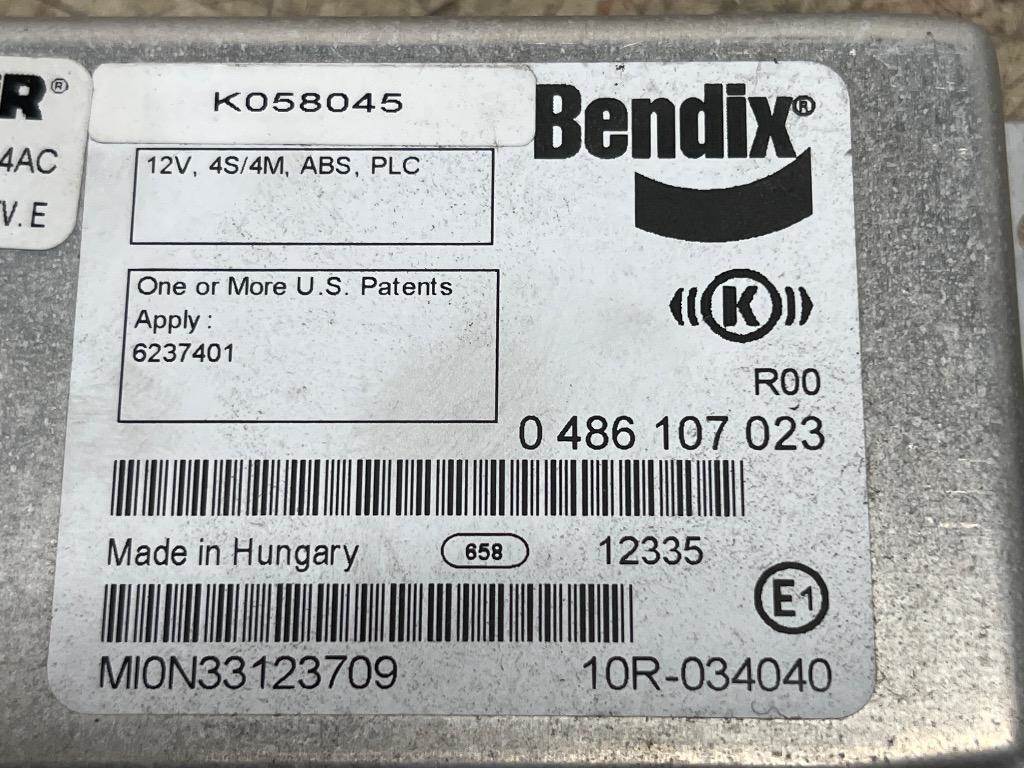 R®
4AC
V. E
K058045
Bendix®
12V, 4S/4M, ABS, PLC
One or More U.S. Patents
Apply :
6237401
K
R00
0 486 107 023
Made in Hungary 658 12335
E1
MI0N33123709 10R-034040